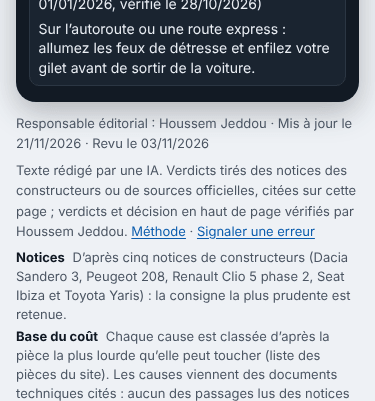 01/01/2026, vérifié le 28/10/2026)
Sur l’autoroute ou une route express :
allumez les feux de détresse et enfilez votre
gilet avant de sortir de la voiture.
Responsable éditorial : Houssem Jeddou · Mis à jour le
21/11/2026 · Revu le 03/11/2026
Texte rédigé par une IA. Verdicts tirés des notices des
constructeurs ou de sources officielles, citées sur cette
page ; verdicts et décision en haut de page vérifiés par
Houssem Jeddou. Méthode · Signaler une erreur
Notices D’après cinq notices de constructeurs (Dacia
Sandero 3, Peugeot 208, Renault Clio 5 phase 2, Seat
Ibiza et Toyota Yaris) : la consigne la plus prudente est
retenue.
Base du coût Chaque cause est classée d’après la
pièce la plus lourde qu’elle peut toucher (liste des
pièces du site). Les causes viennent des documents
techniques cités : aucun des passages lus des notices